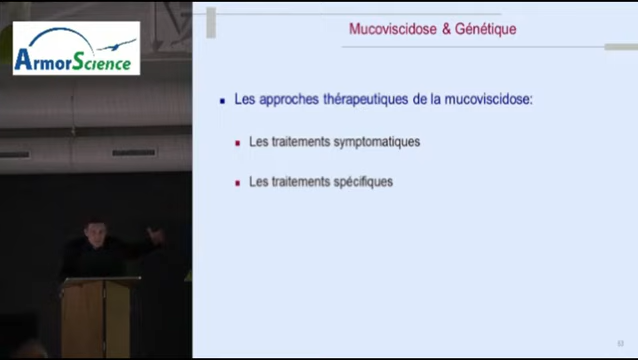 ArmorScience
Mucoviscidose & Génétique
Les approches thérapeutiques de la mucoviscidose:
Les traitements symptomatiques
Les traitements spécifiques